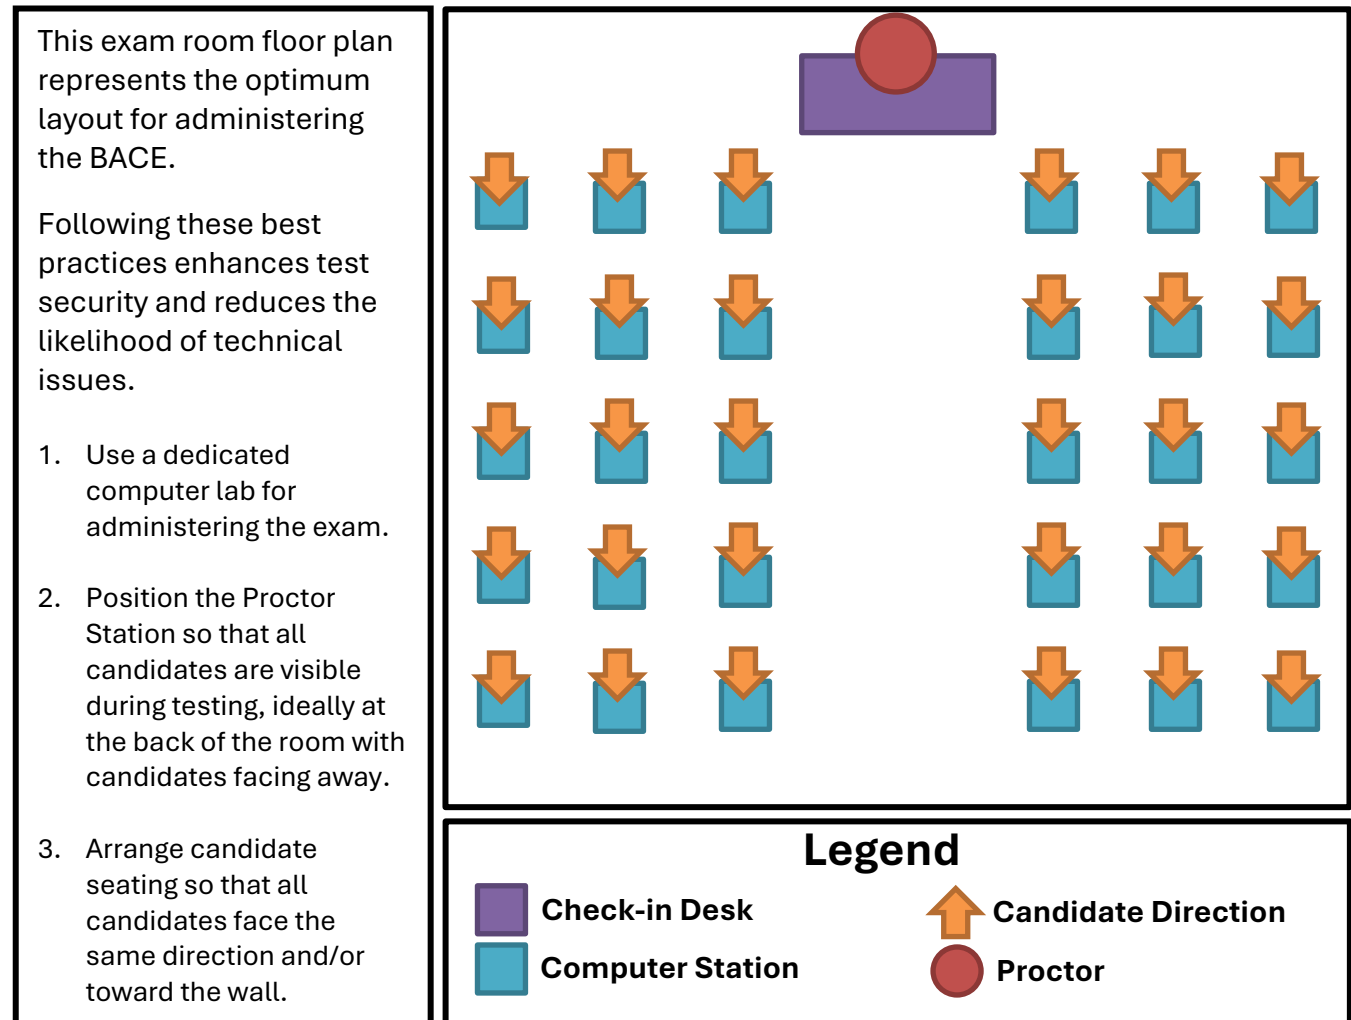 This exam room floor plan
represents the optimum
layout for administering
the BACE.
Following these best
practices enhances test
security and reduces the
likelihood of technical
issues.
1. Use a dedicated
computer lab for
administering the exam.
2. Position the Proctor
Station so that all
candidates are visible
during testing, ideally at
the back of the room with
candidates facing away.
3. Arrange candidate
seating so that all
candidates face the
same direction and/or
toward the wall.
Legend
Check-in Desk
Candidate Direction
Computer Station
Proctor